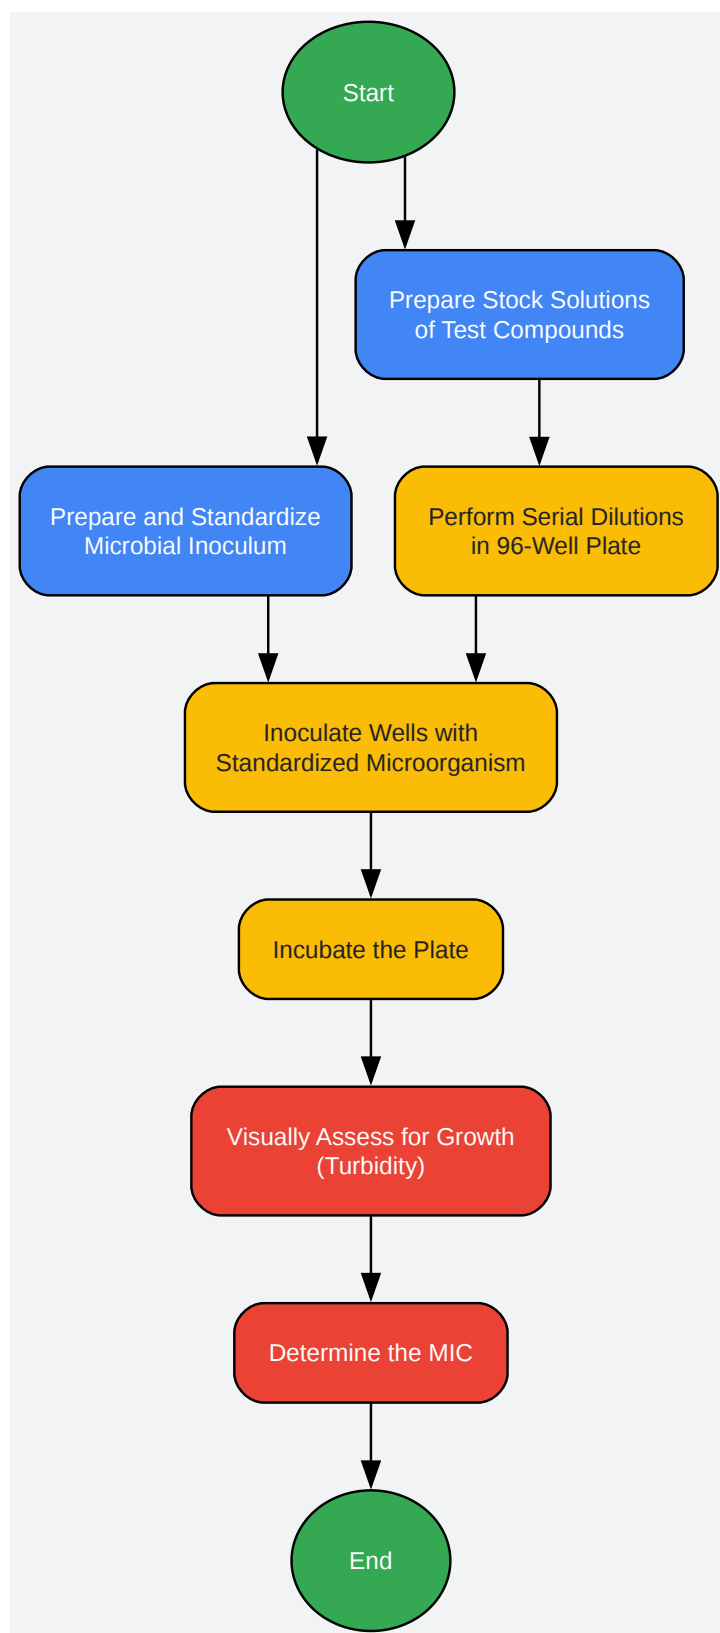 Start
Prepare Stock Solutions
of Test Compounds
Prepare and Standardize
Microbial Inoculum
Perform Serial Dilutions
in 96-Well Plate
Inoculate Wells with
Standardized Microorganism
Incubate the Plate
Visually Assess for Growth
(Turbidity)
Determine the MIC
End